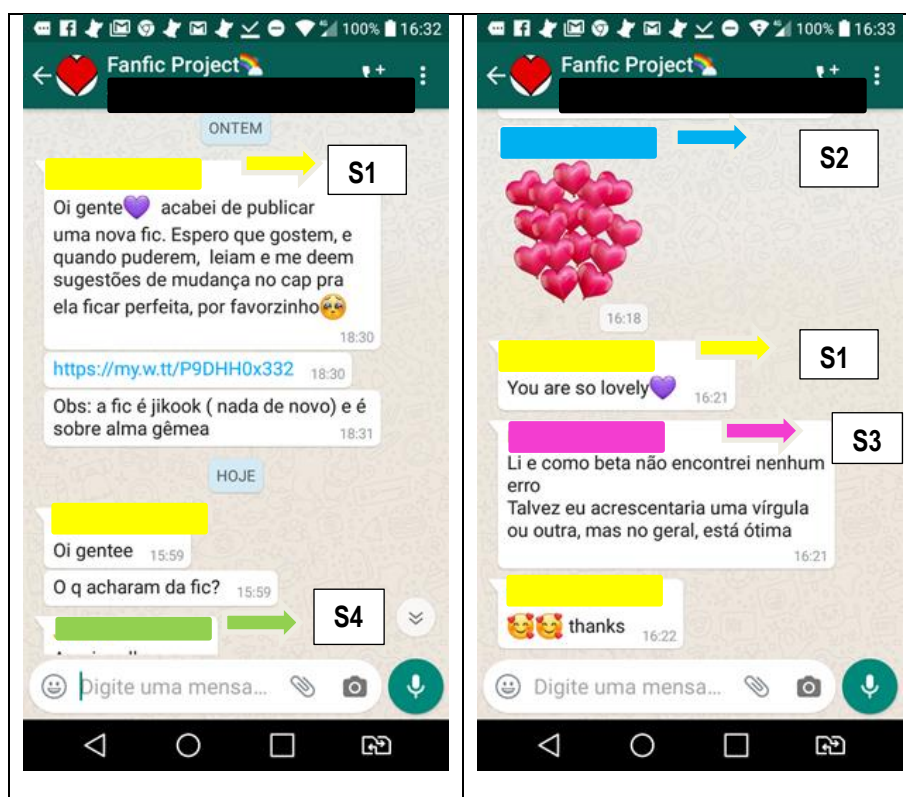 100% 16:32
Fanfic Project
ONTEM
S1
Oi gente💜 acabei de publicar
uma nova fic. Espero que gostem, e
quando puderem, leiam e me deem
sugestões de mudança no cap pra
ela ficar perfeita, por favorzinho🥺
18:30
https://my.w.tt/P9DHH0x332 18:30
Obs: a fic é jikook ( nada de novo) e é
sobre alma gêmea
18:31
HOJE
Oi gentee 15:59
O q acharam da fic? 15:59
S4
Digite uma mensa...
100% 16:33
Fanfic Project
S2
16:18
S1
You are so lovely💜 16:21
S3
Li e como beta não encontrei nenhum
erro
Talvez eu acrescentaria uma vírgula
ou outra, mas no geral, está ótima
16:21
🥰🥰 thanks 16:22
Digite uma mensa...